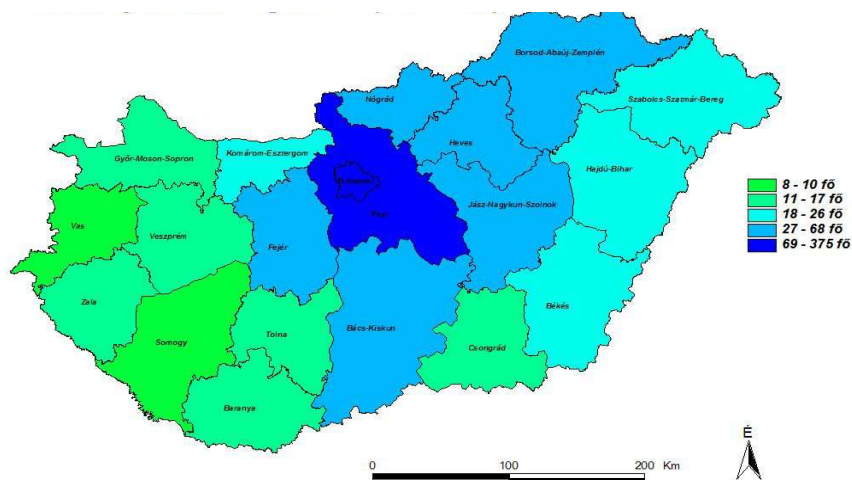 Borsod-Abaúj-Zemplén
Nógrád
Szabolcs-Szatmár-Bereg
Heves
Győr-Moson-Sopron
Komárom-Esztergom
Hajdú-Bihar
Pest
Jász-Nagykun-Szolnok
Vas
Veszprém
Fejér
Zala
Békés
Somogy
Tolna
Bács-Kiskun
Csongrád
Baranya
8 - 10 fő
11 - 17 fő
18 - 26 fő
27 - 68 fő
69 - 375 fő
É
0 100 200 Km